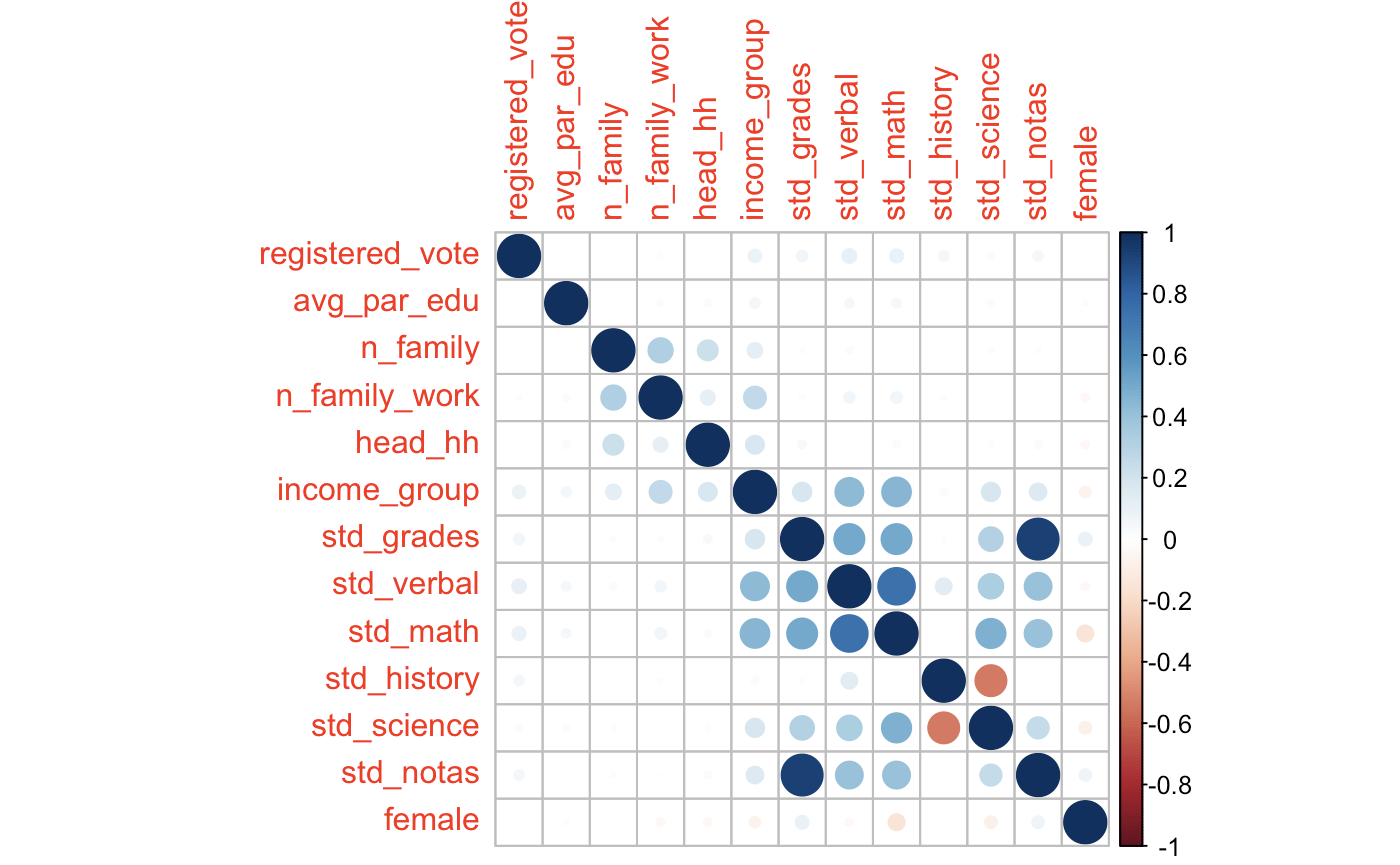 registered_vote
avg_par_edu
n_family
n_family_work
head_hh
income_group
std_grades
std_verbal
std_math
std_history
std_science
std_notas
female
registered_vote
avg_par_edu
n_family
n_family_work
head_hh
income_group
std_grades
std_verbal
std_math
std_history
std_science
std_notas
female
1
0.8
0.6
0.4
0.2
0
-0.2
-0.4
-0.6
-0.8
-1